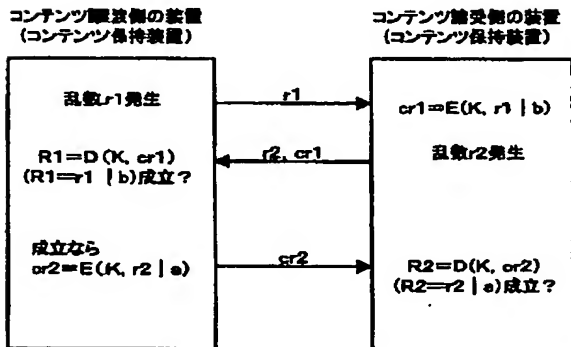 コンテンツ譲渡側の装置
(コンテンツ保持装置)
コンテンツ譲受側の装置
(コンテンツ保持装置)
乱数r1発生
r1
cr1=E(K, r1 | b)
R1=D(K, cr1)
(R1=r1 | b)成立?
r2, cr1
乱数r2発生
成立なら
cr2=E(K, r2 | a)
cr2
R2=D(K, cr2)
(R2=r2 | a)成立?